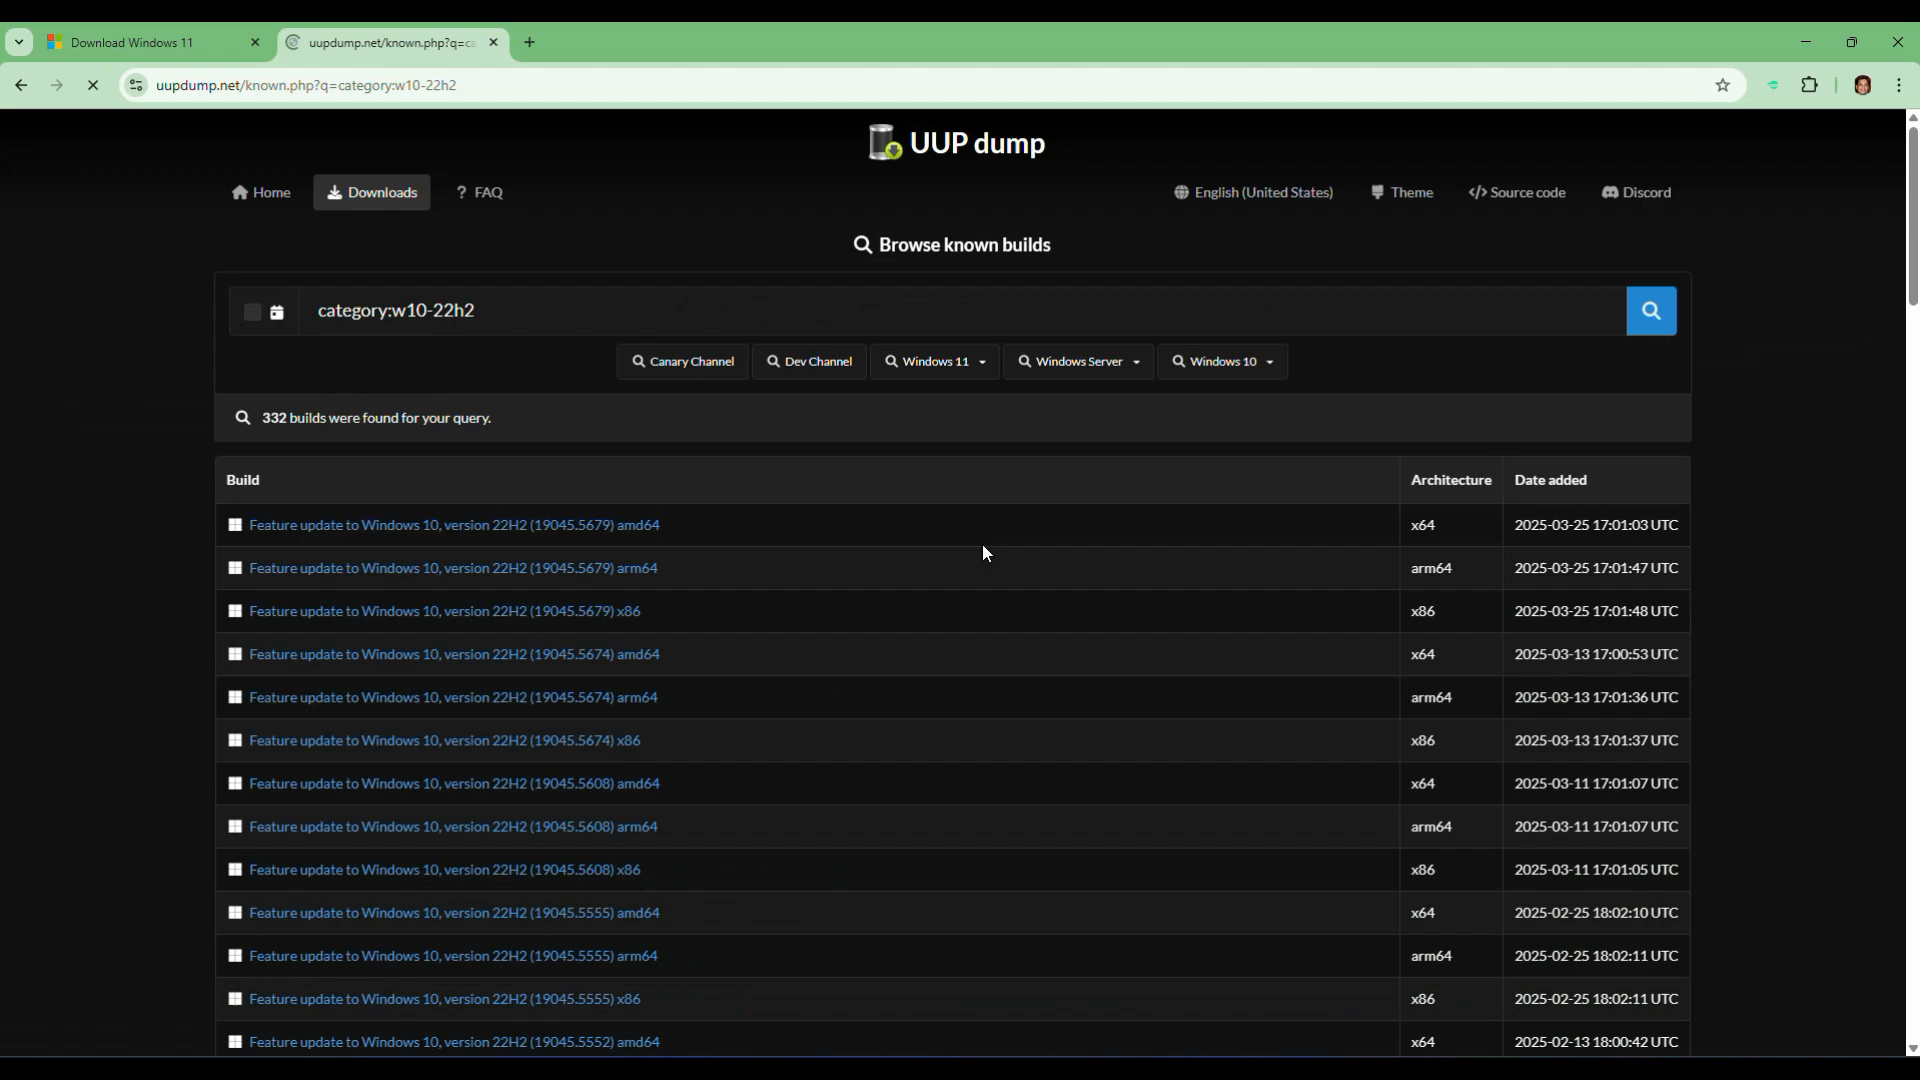 Download Windows 11
uupdump.net/known.php?q=ca
uupdump.net/known.php?q=category:w10-22h2
UUP dump
Home
Downloads
? FAQ
English (United States)
Theme
</> Source code
Discord
Browse known builds
category:w10-22h2
Canary Channel
Dev Channel
Windows 11
Windows Server
Windows 10
332 builds were found for your query.
Build Architecture Date added
Feature update to Windows 10, version 22H2 (19045.5679) amd64 x64 2025-03-25 17:01:03 UTC
Feature update to Windows 10, version 22H2 (19045.5679) arm64 arm64 2025-03-25 17:01:47 UTC
Feature update to Windows 10, version 22H2 (19045.5679) x86 x86 2025-03-25 17:01:48 UTC
Feature update to Windows 10, version 22H2 (19045.5674) amd64 x64 2025-03-13 17:00:53 UTC
Feature update to Windows 10, version 22H2 (19045.5674) arm64 arm64 2025-03-13 17:01:36 UTC
Feature update to Windows 10, version 22H2 (19045.5674) x86 x86 2025-03-13 17:01:37 UTC
Feature update to Windows 10, version 22H2 (19045.5608) amd64 x64 2025-03-11 17:01:07 UTC
Feature update to Windows 10, version 22H2 (19045.5608) arm64 arm64 2025-03-11 17:01:07 UTC
Feature update to Windows 10, version 22H2 (19045.5608) x86 x86 2025-03-11 17:01:05 UTC
Feature update to Windows 10, version 22H2 (19045.5555) amd64 x64 2025-02-25 18:02:10 UTC
Feature update to Windows 10, version 22H2 (19045.5555) arm64 arm64 2025-02-25 18:02:11 UTC
Feature update to Windows 10, version 22H2 (19045.5555) x86 x86 2025-02-25 18:02:11 UTC
Feature update to Windows 10, version 22H2 (19045.5552) amd64 x64 2025-02-13 18:00:42 UTC